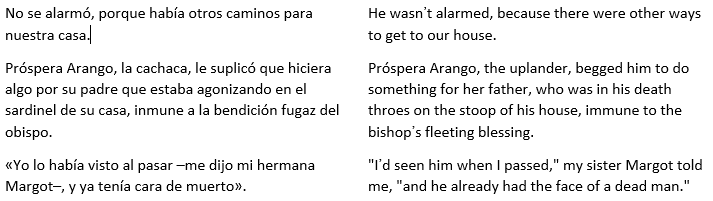 No se alarmó, porque había otros caminos para
nuestra casa.
Próspera Arango, la cachaca, le suplicó que hiciera
algo por su padre que estaba agonizando en el
sardinel de su casa, inmune a la bendición fugaz del
obispo.
«Yo lo había visto al pasar –me dijo mi hermana
Margot–, y ya tenía cara de muerto».
He wasn’t alarmed, because there were other ways
to get to our house.
Próspera Arango, the uplander, begged him to do
something for her father, who was in his death
throes on the stoop of his house, immune to the
bishop’s fleeting blessing.
"I’d seen him when I passed," my sister Margot told
me, "and he already had the face of a dead man."